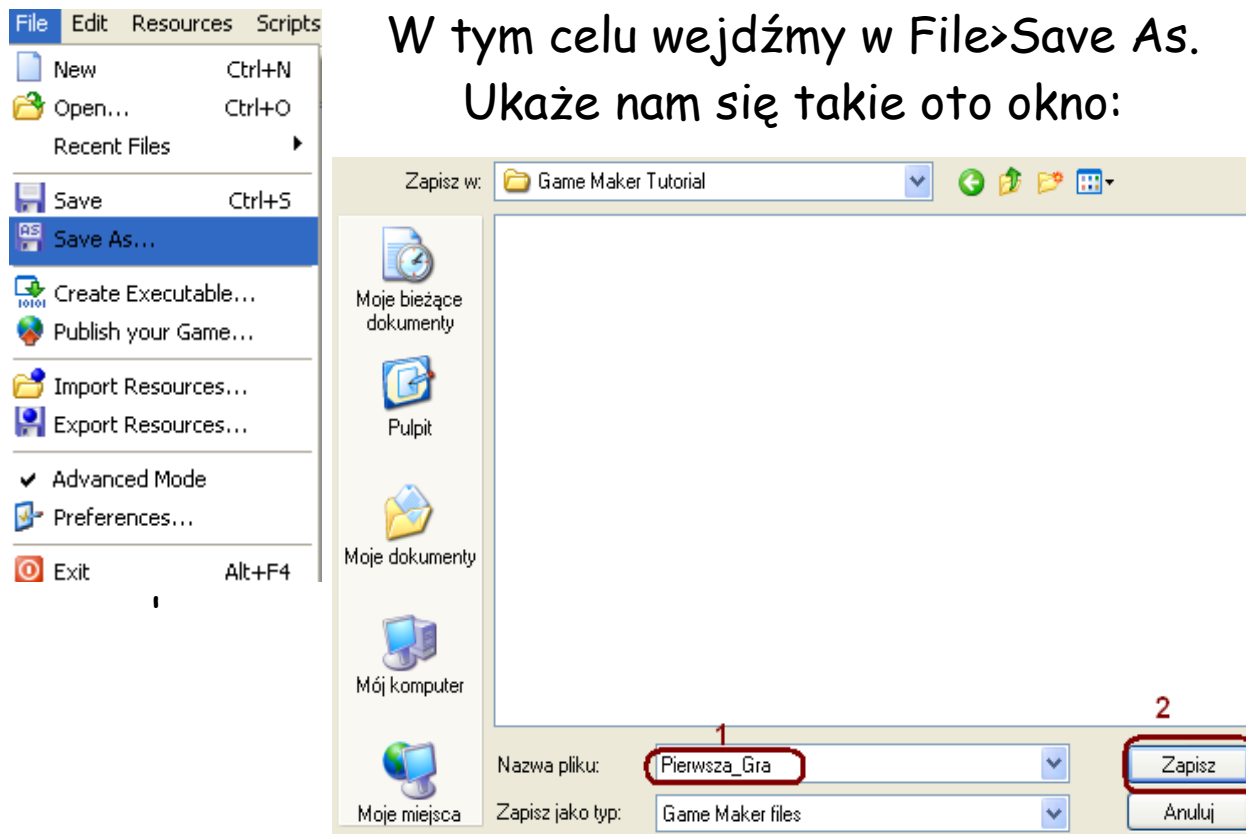 File Edit Resources Scripts
New Ctrl+N
Open... Ctrl+O
Recent Files
Save Ctrl+S
Save As...
Create Executable...
Publish your Game...
Import Resources...
Export Resources...
Advanced Mode
Preferences...
Exit Alt+F4
W tym celu wejdźmy w File>Save As.
Ukaże nam się takie oto okno:
Zapisz w: Game Maker Tutorial
Moje bieżące
dokumenty
Pulpit
Moje dokumenty
Mój komputer
Moje miejsca
1
2
Nazwa pliku: Pierwsza_Gra Zapisz
Zapisz jako typ: Game Maker files Anuluj